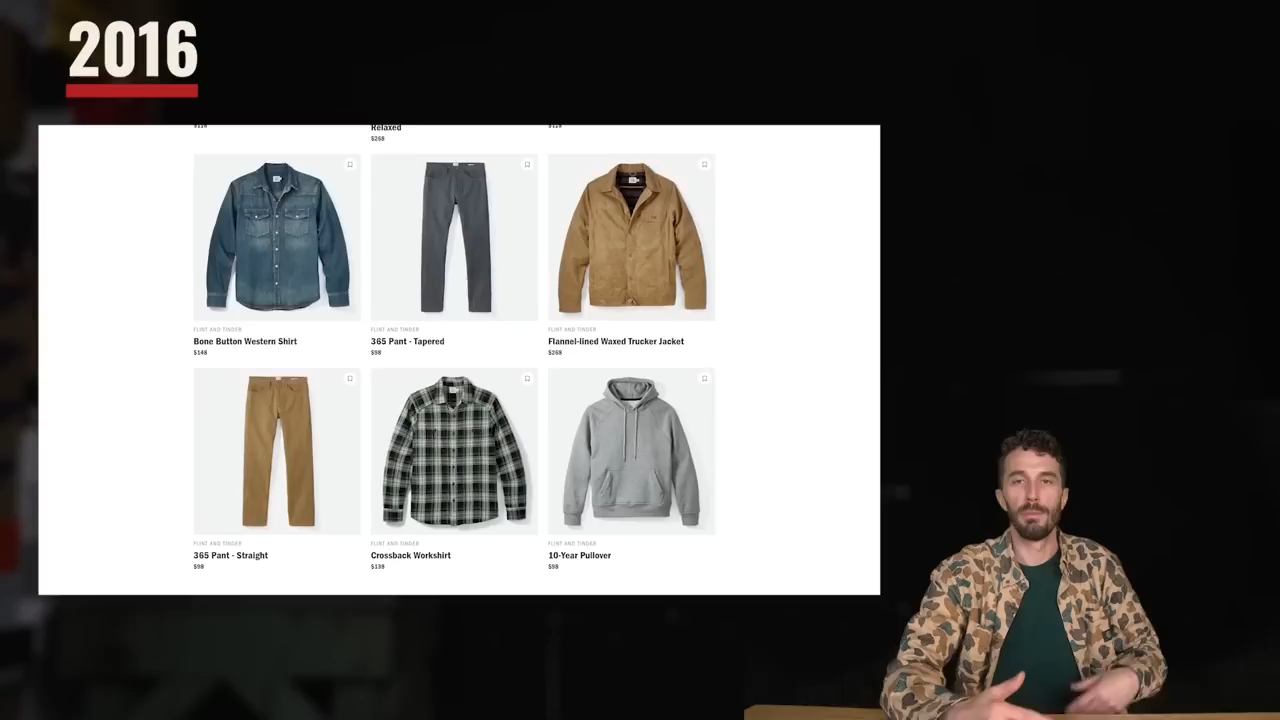 2016
Relaxed
$268
FLINT AND TINDER
Bone Button Western Shirt
$148
FLINT AND TINDER
365 Pant - Tapered
$98
FLINT AND TINDER
Flannel-lined Waxed Trucker Jacket
$268
FLINT AND TINDER
365 Pant - Straight
$98
FLINT AND TINDER
Crossback Workshirt
$138
FLINT AND TINDER
10-Year Pullover
$98